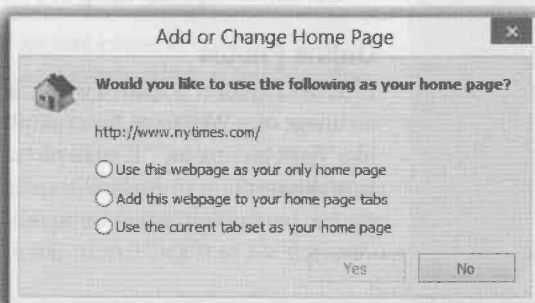 Add or Change Home Page
Would you like to use the following as your home page?
http://www.nytimes.com/
Use this webpage as your only home page
Add this webpage to your home page tabs
Use the current tab set as your home page
Yes No